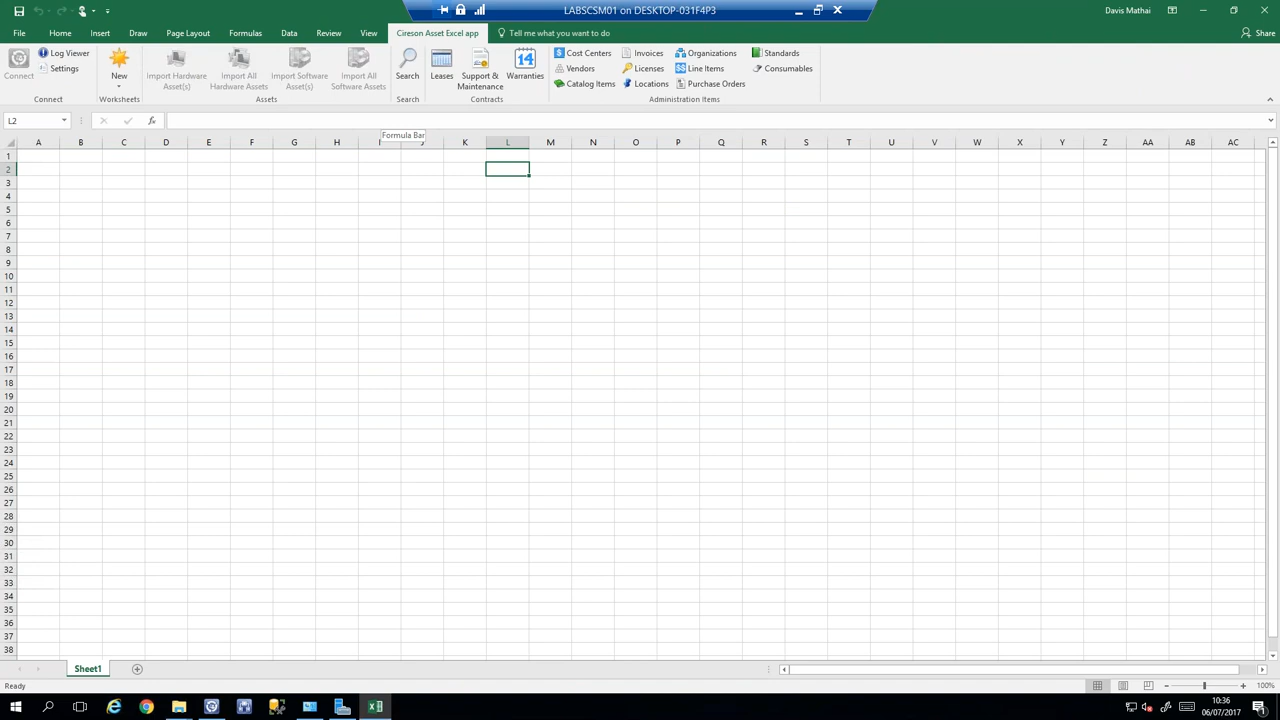 LABSCSM01 on DESKTOP-031F4P3
Davis Mathai
File Home Insert Draw Page Layout Formulas Data Review View Cireson Asset Excel app Tell me what you want to do Share
Connect
Log Viewer
Settings
Connect
New
Worksheets
Import Hardware Asset(s)
Import All Hardware Assets
Import Software Asset(s)
Import All Software Assets
Assets
Search
Search
Leases
Support & Maintenance
14
Warranties
Contracts
Cost Centers Invoices Organizations Standards
Vendors Licenses Line Items Consumables
Catalog Items Locations Purchase Orders
Administration Items
L2
fx
Formula Bar
A B C D E F G H I J K L M N O P Q R S T U V W X Y Z AA AB AC
1
2
3
4
5
6
7
8
9
10
11
12
13
14
15
16
17
18
19
20
21
22
23
24
25
26
27
28
29
30
31
32
33
34
35
36
37
38
Sheet1
Ready
100%
10:36
06/07/2017
1